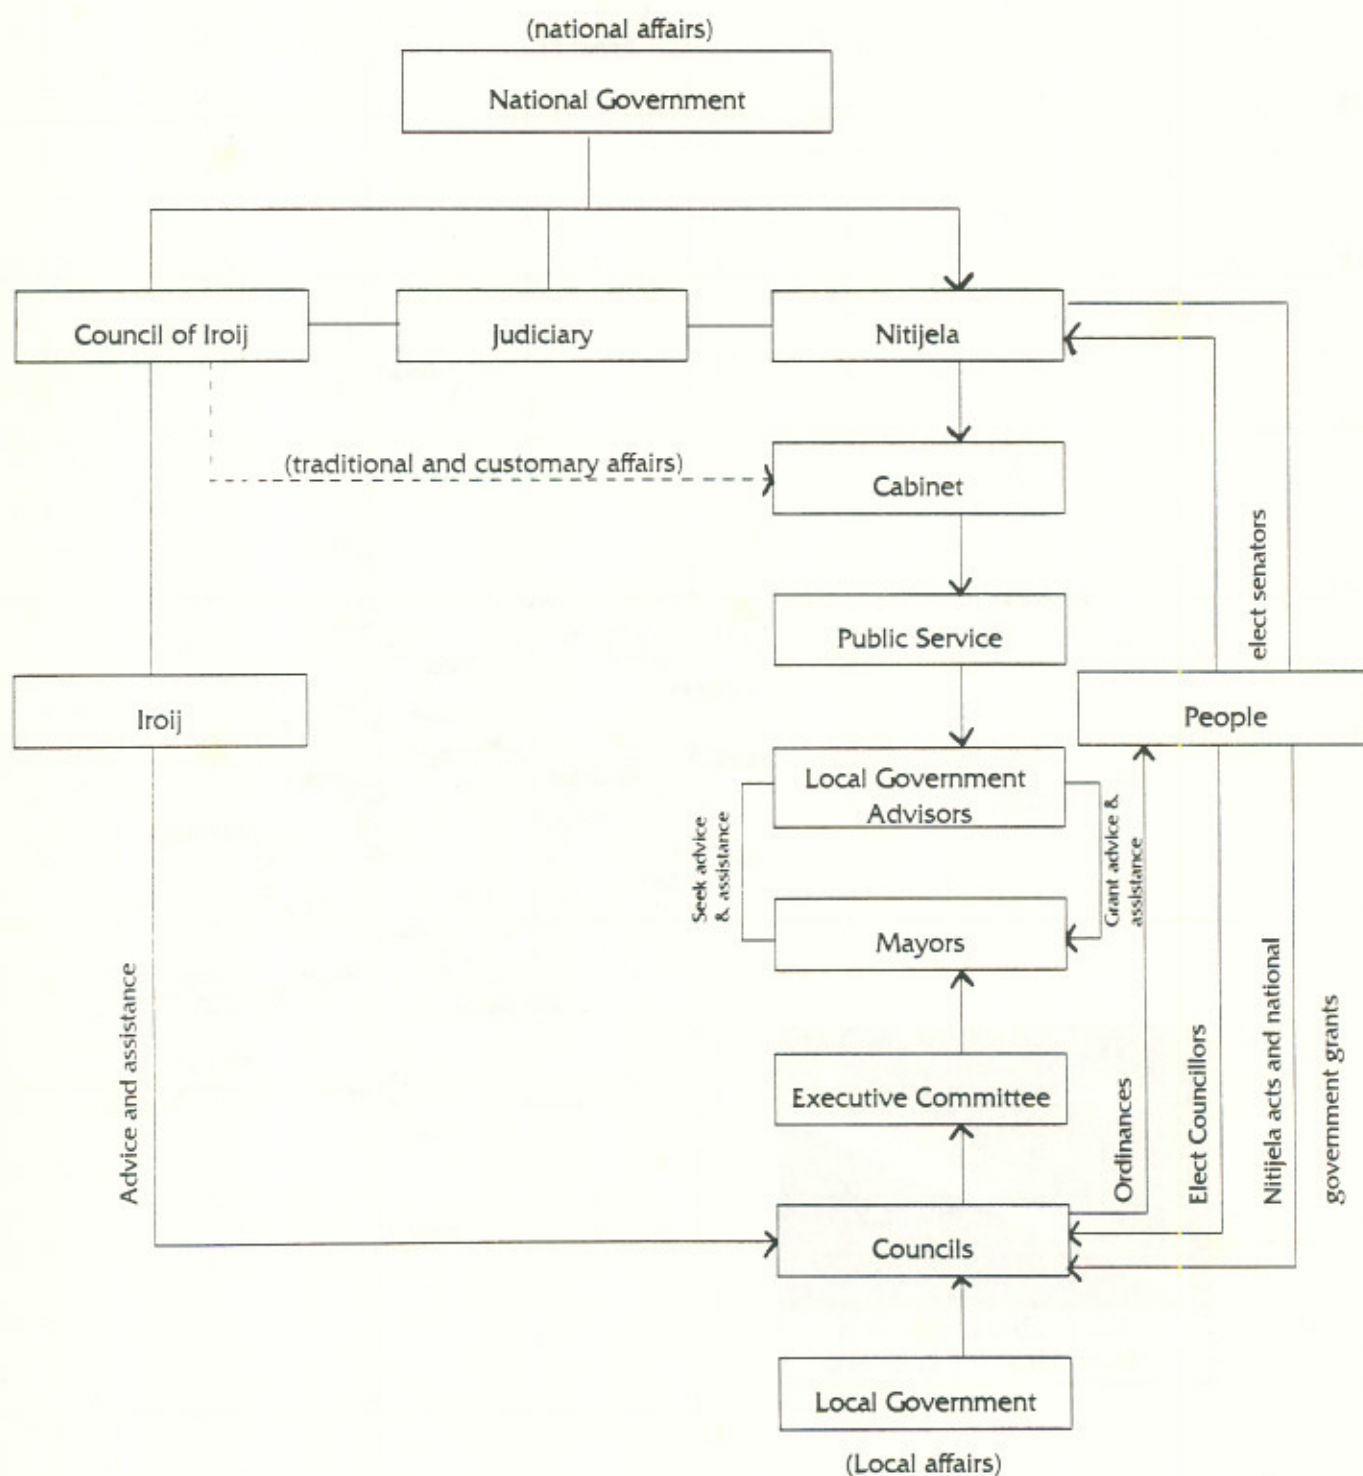 (national affairs)
National Government
Council of Iroij
Judiciary
Nitijela
(traditional and customary affairs)
Cabinet
elect senators
Public Service
Iroij
People
Local Government
Advisors
Seek advice
& assistance
Grant advice &
assistance
Mayors
Advice and assistance
Executive Committee
Ordinances
Elect Councillors
Nitijela acts and national
government grants
Councils
Local Government
(Local affairs)